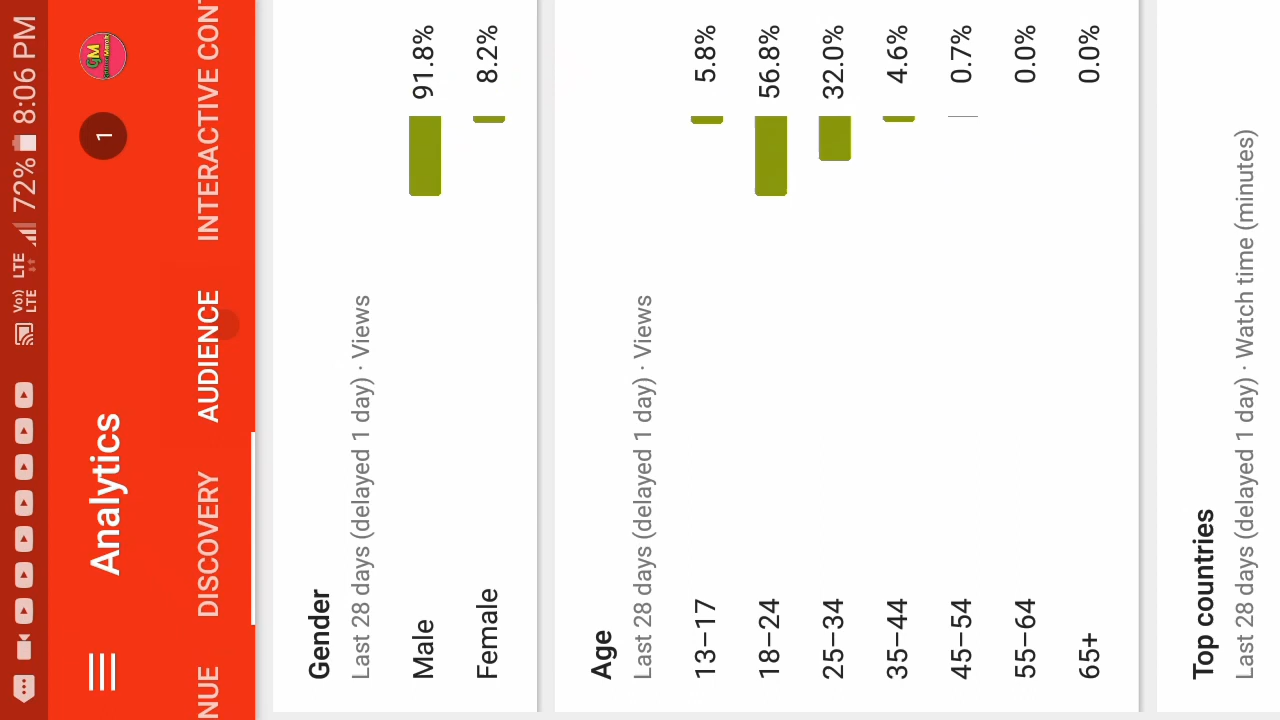 72% 8:06 PM
Vo)) LTE LTE
Analytics
1
GM
NUE DISCOVERY AUDIENCE INTERACTIVE CONT
Gender
Last 28 days (delayed 1 day) · Views
Male 91.8%
Female 8.2%
Age
Last 28 days (delayed 1 day) · Views
13–17 5.8%
18–24 56.8%
25–34 32.0%
35–44 4.6%
45–54 0.7%
55–64 0.0%
65+ 0.0%
Top countries
Last 28 days (delayed 1 day) · Watch time (minutes)